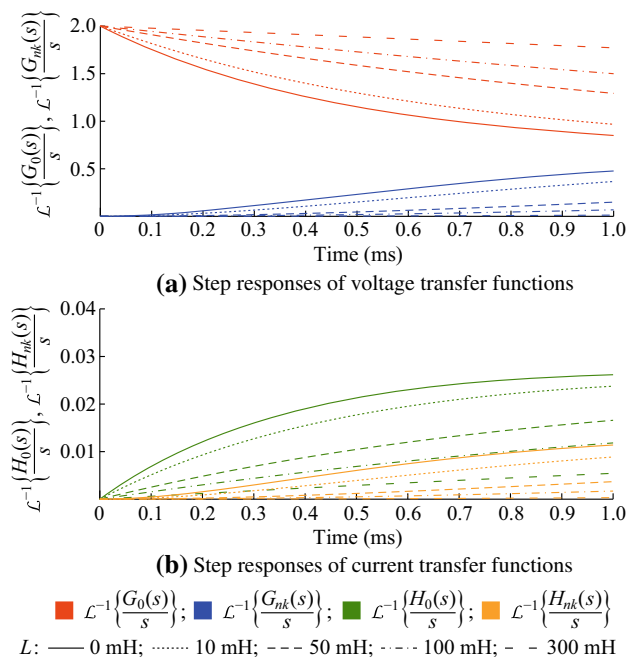 2.0
1.5
1.0
0.5
ℒ⁻¹{G₀(s)/s}, ℒ⁻¹{Gₙₖ(s)/s}
0 0.1 0.2 0.3 0.4 0.5 0.6 0.7 0.8 0.9 1.0
Time (ms)
(a) Step responses of voltage transfer functions
0.04
0.03
0.02
0.01
ℒ⁻¹{H₀(s)/s}, ℒ⁻¹{Hₙₖ(s)/s}
0 0.1 0.2 0.3 0.4 0.5 0.6 0.7 0.8 0.9 1.0
Time (ms)
(b) Step responses of current transfer functions
ℒ⁻¹{G₀(s)/s}; ℒ⁻¹{Gₙₖ(s)/s}; ℒ⁻¹{H₀(s)/s}; ℒ⁻¹{Hₙₖ(s)/s}
L: 0 mH; 10 mH; 50 mH; 100 mH; 300 mH